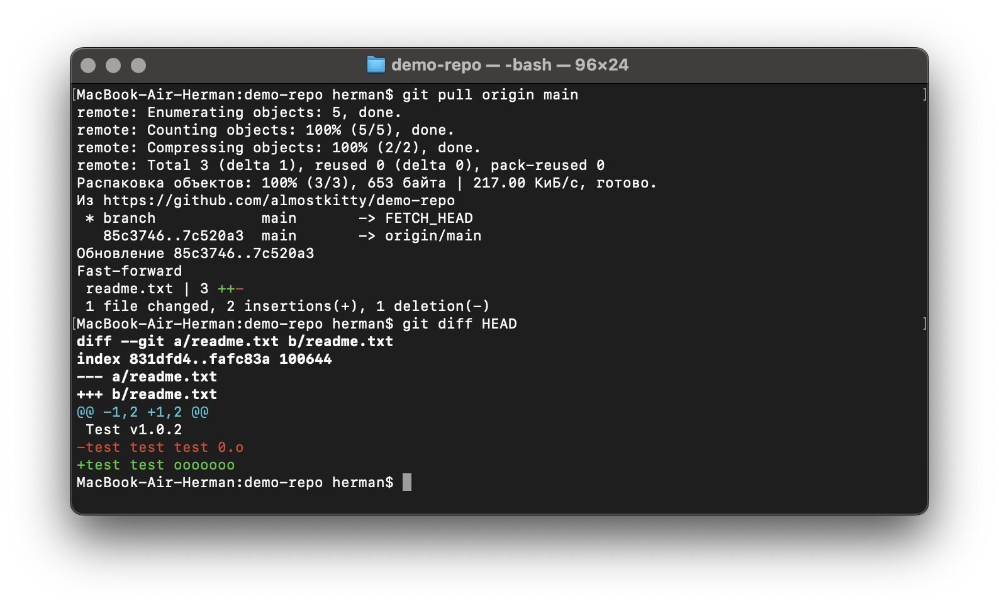 demo-repo — -bash — 96×24
[MacBook-Air-Herman:demo-repo herman$ git pull origin main ]
remote: Enumerating objects: 5, done.
remote: Counting objects: 100% (5/5), done.
remote: Compressing objects: 100% (2/2), done.
remote: Total 3 (delta 1), reused 0 (delta 0), pack-reused 0
Распаковка объектов: 100% (3/3), 653 байта | 217.00 КиБ/с, готово.
Из https://github.com/almostkitty/demo-repo
 * branch            main       -> FETCH_HEAD
   85c3746..7c520a3  main       -> origin/main
Обновление 85c3746..7c520a3
Fast-forward
 readme.txt | 3 ++-
 1 file changed, 2 insertions(+), 1 deletion(-)
[MacBook-Air-Herman:demo-repo herman$ git diff HEAD ]
diff --git a/readme.txt b/readme.txt
index 831dfd4..fafc83a 100644
--- a/readme.txt
+++ b/readme.txt
@@ -1,2 +1,2 @@
 Test v1.0.2
-test test test 0.o
+test test ooooooo
MacBook-Air-Herman:demo-repo herman$